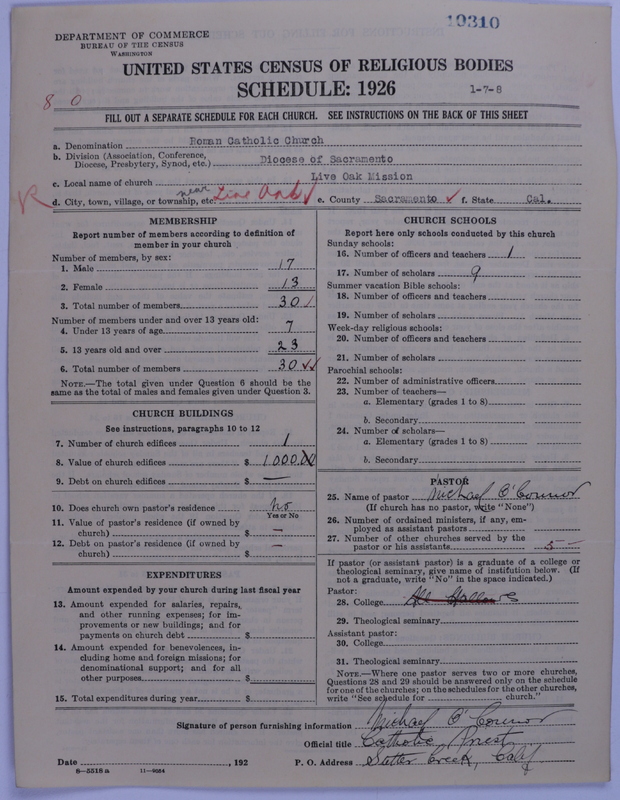 10310
DEPARTMENT OF COMMERCE
BUREAU OF THE CENSUS
WASHINGTON
UNITED STATES CENSUS OF RELIGIOUS BODIES
SCHEDULE: 1926
1-7-8
8 0
FILL OUT A SEPARATE SCHEDULE FOR EACH CHURCH. SEE INSTRUCTIONS ON THE BACK OF THIS SHEET
a. Denomination Roman Catholic Church
b. Division (Association, Conference, Diocese, Presbytery, Synod, etc.) Diocese of Sacramento
c. Local name of church Live Oak Mission
R d. City, town, village, or township, etc. near Live Oak ✓ e. County Sacramento ✓ f. State Cal.
MEMBERSHIP
Report number of members according to definition of
member in your church
Number of members, by sex:
1. Male 17
2. Female 13
3. Total number of members 30
Number of members under and over 13 years old:
4. Under 13 years of age 7
5. 13 years old and over 23
6. Total number of members 30 ✓✓
NOTE.—The total given under Question 6 should be the
same as the total of males and females given under Question 3.
CHURCH BUILDINGS
See instructions, paragraphs 10 to 12
7. Number of church edifices 1
8. Value of church edifices $ 1000.00
9. Debt on church edifices $ —
10. Does church own pastor's residence No
Yes or No
11. Value of pastor's residence (if owned by
church) $ —
12. Debt on pastor's residence (if owned by
church) $ —
EXPENDITURES
Amount expended by your church during last fiscal year
13. Amount expended for salaries, repairs,
and other running expenses; for im-
provements or new buildings; and for
payments on church debt $
14. Amount expended for benevolences, in-
cluding home and foreign missions; for
denominational support; and for all
other purposes $
15. Total expenditures during year $
CHURCH SCHOOLS
Report here only schools conducted by this church
Sunday schools:
16. Number of officers and teachers 1
17. Number of scholars 9
Summer vacation Bible schools:
18. Number of officers and teachers
19. Number of scholars
Week-day religious schools:
20. Number of officers and teachers
21. Number of scholars
Parochial schools:
22. Number of administrative officers
23. Number of teachers—
a. Elementary (grades 1 to 8)
b. Secondary
24. Number of scholars—
a. Elementary (grades 1 to 8)
b. Secondary
PASTOR
25. Name of pastor Michael O'Connor
(If church has no pastor, write "None")
26. Number of ordained ministers, if any, em-
ployed as assistant pastors
27. Number of other churches served by the
pastor or his assistants 5
If pastor (or assistant pastor) is a graduate of a college or
theological seminary, give name of institution below. (If
not a graduate, write "No" in the space indicated.)
Pastor:
28. College All Hallows
29. Theological seminary
Assistant pastor:
30. College
31. Theological seminary
NOTE.—Where one pastor serves two or more churches,
Questions 28 and 29 should be answered only on the schedule
for one of the churches; on the schedules for the other churches,
write "See schedule for church."
Signature of person furnishing information Michael O'Connor
Official title Catholic Priest
Date , 192 P. O. Address Sutter Creek, Calif
8—5518 a 11—9564